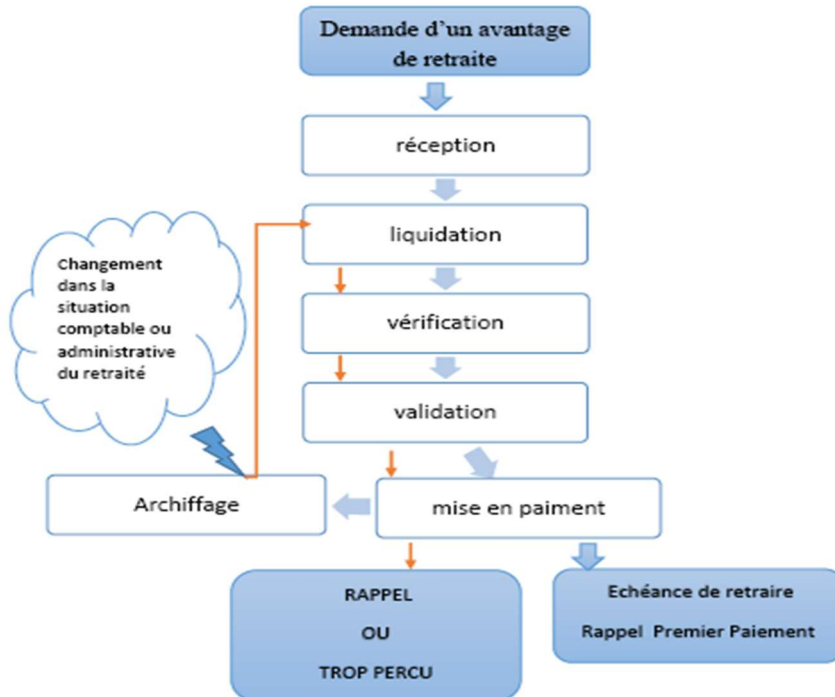 Demande d'un avantage
de retraite
réception
liquidation
Changement
dans la
situation
comptable ou
administrative
du retraité
vérification
validation
Archiffage
mise en paiment
RAPPEL
OU
TROP PERCU
Echéance de retraire
Rappel Premier Paiement